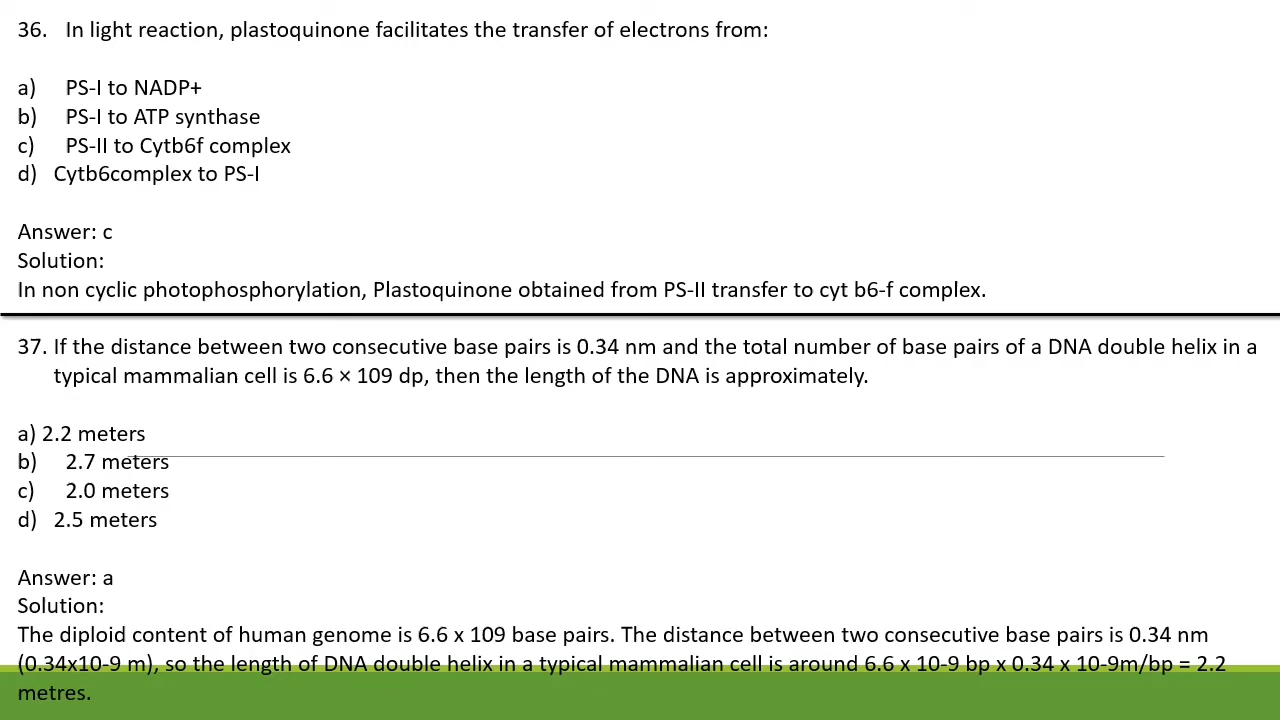 36. In light reaction, plastoquinone facilitates the transfer of electrons from:
a) PS-I to NADP+
b) PS-I to ATP synthase
c) PS-II to Cytb6f complex
d) Cytb6complex to PS-I
Answer: c
Solution:
In non cyclic photophosphorylation, Plastoquinone obtained from PS-II transfer to cyt b6-f complex.
37. If the distance between two consecutive base pairs is 0.34 nm and the total number of base pairs of a DNA double helix in a
typical mammalian cell is 6.6 × 109 dp, then the length of the DNA is approximately.
a) 2.2 meters
b) 2.7 meters
c) 2.0 meters
d) 2.5 meters
Answer: a
Solution:
The diploid content of human genome is 6.6 x 109 base pairs. The distance between two consecutive base pairs is 0.34 nm
(0.34x10-9 m), so the length of DNA double helix in a typical mammalian cell is around 6.6 x 10-9 bp x 0.34 x 10-9m/bp = 2.2
metres.